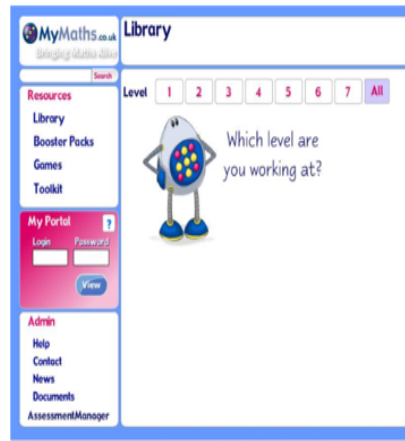 MyMaths.co.uk
Bringing Maths Alive
Search
Resources
Library
Booster Packs
Games
Toolkit
My Portal ?
Login Password
View
Admin
Help
Contact
News
Documents
AssessmentManager
Library
Level 1 2 3 4 5 6 7 All
Which level are
you working at?